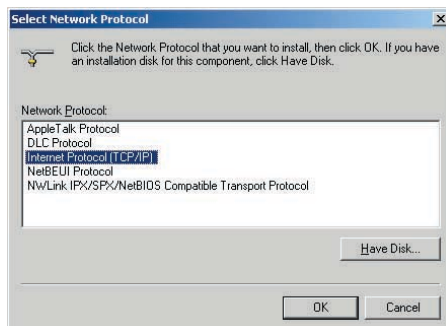 Select Network Protocol
Click the Network Protocol that you want to install, then click OK. If you have
an installation disk for this component, click Have Disk.
Network Protocol:
AppleTalk Protocol
DLC Protocol
Internet Protocol (TCP/IP)
NetBEUI Protocol
NWLink IPX/SPX/NetBIOS Compatible Transport Protocol
Have Disk...
OK
Cancel